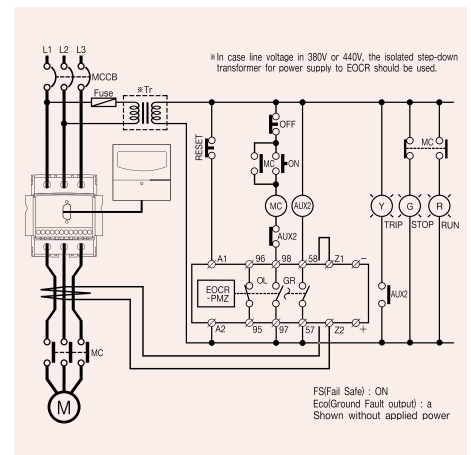 L1 L2 L3
MCCB
Fuse
※Tr
※In case line voltage in 380V or 440V, the isolated step-down
transformer for power supply to EOCR should be used.
RESET
OFF
MC
ON
MC
AUX2
AUX2
MC
Y
G
R
TRIP
STOP
RUN
AUX2
A1
96
98
58
Z1
-
EOCR
-PMZ
OL
GR
A2
95
97
57
Z2
+
MC
M
FS(Fail Safe) : ON
Eco(Ground Fault output) : a
Shown without applied power